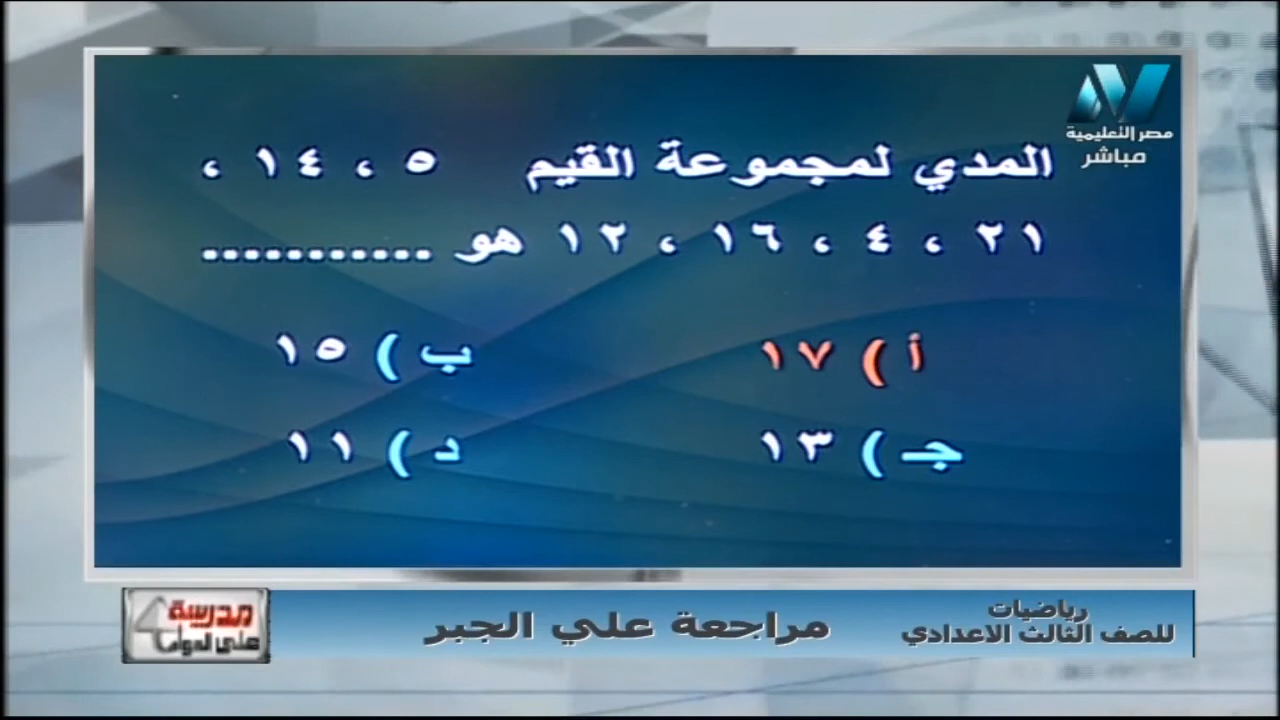 مصر التعليمية
مباشر
المدي لمجموعة القيم ٥ ، ١٤ ،
٢١ ، ٤ ، ١٦ ، ١٢ هو ...........
أ ) ١٧ ب ) ١٥
جـ ) ١٣ د ) ١١
رياضيات
للصف الثالث الاعدادي
مراجعة علي الجبر
مدرسة
علي الهواء